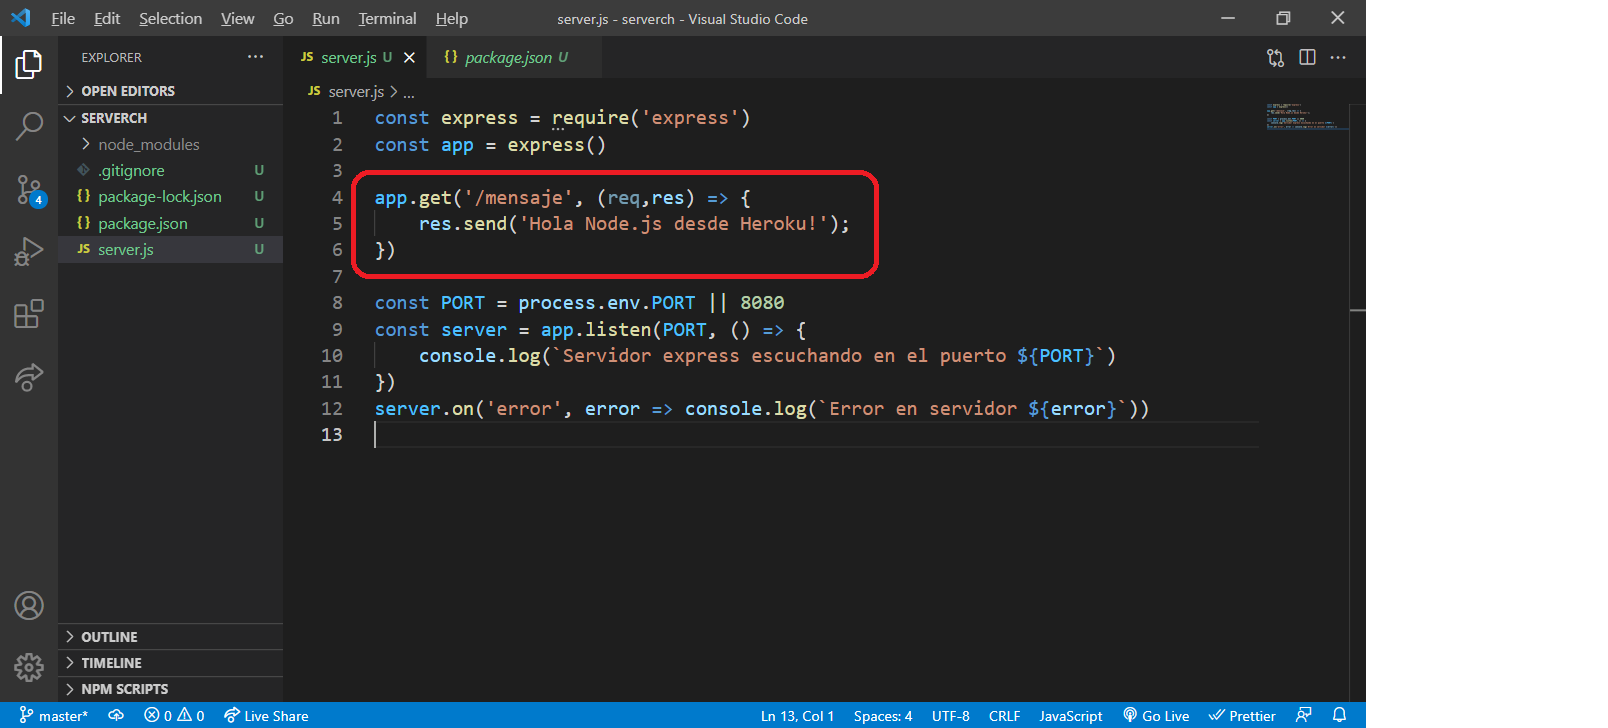 File Edit Selection View Go Run Terminal Help server.js - serverch - Visual Studio Code
EXPLORER ...
OPEN EDITORS
SERVERCH
node_modules
.gitignore U
package-lock.json U
package.json U
JS server.js U
4
OUTLINE
TIMELINE
NPM SCRIPTS
JS server.js U {} package.json U
JS server.js > ...
1 const express = require('express')
2 const app = express()
3
4 app.get('/mensaje', (req,res) => {
5 res.send('Hola Node.js desde Heroku!');
6 })
7
8 const PORT = process.env.PORT || 8080
9 const server = app.listen(PORT, () => {
10 console.log(`Servidor express escuchando en el puerto ${PORT}`)
11 })
12 server.on('error', error => console.log(`Error en servidor ${error}`))
13
master* 0 0 Live Share Ln 13, Col 1 Spaces: 4 UTF-8 CRLF JavaScript Go Live Prettier